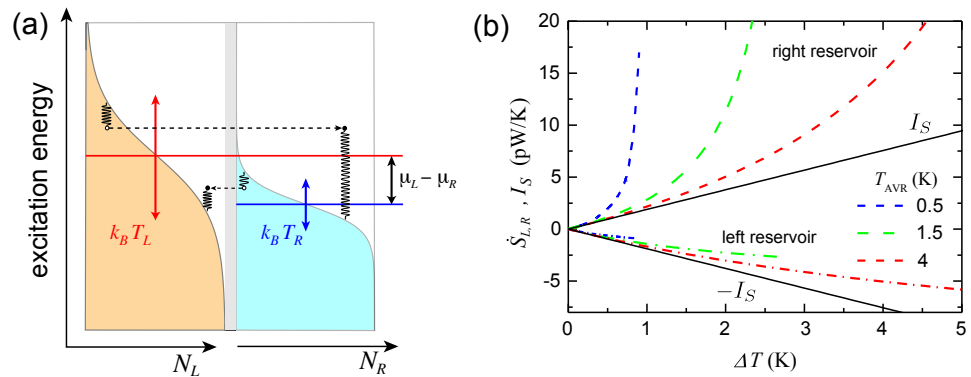 (a)
excitation energy
μ_L − μ_R
k_B T_L
k_B T_R
N_L
N_R
(b)
Ṡ_{L,R} , I_S (pW/K)
20
15
10
5
0
-5
0
1
2
3
4
5
ΔT (K)
right reservoir
I_S
T_AVR (K)
0.5
1.5
4
left reservoir
−I_S